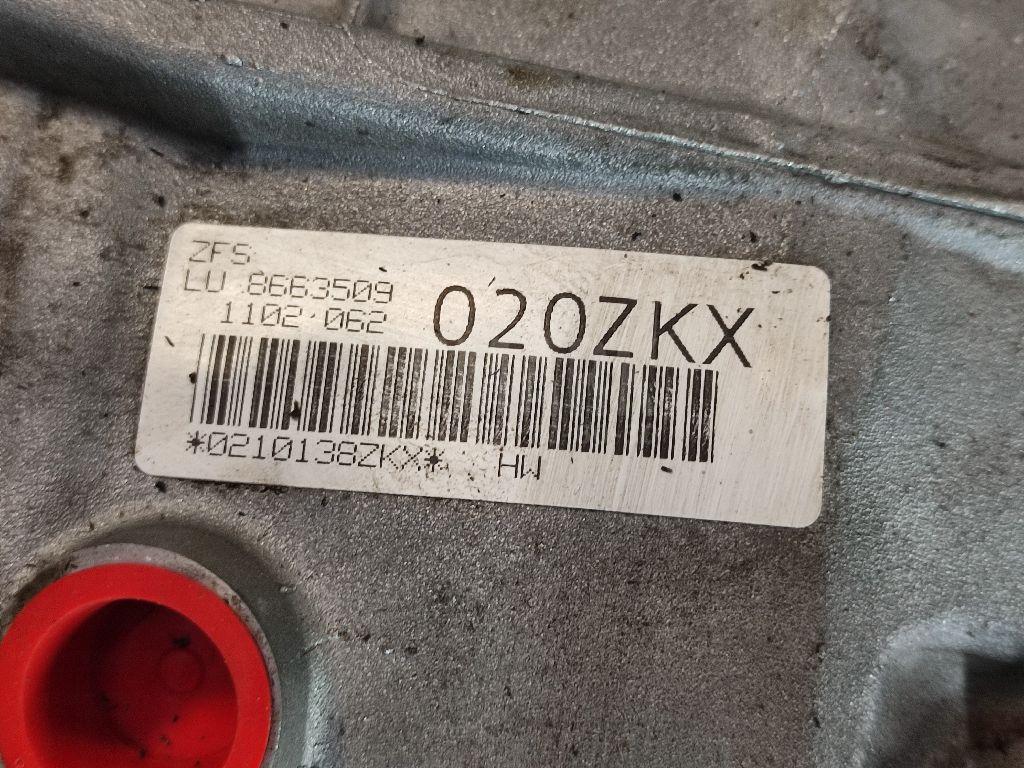 ZFS
LU 8663509
1102 062
020ZKX
*0210138ZKX* HW